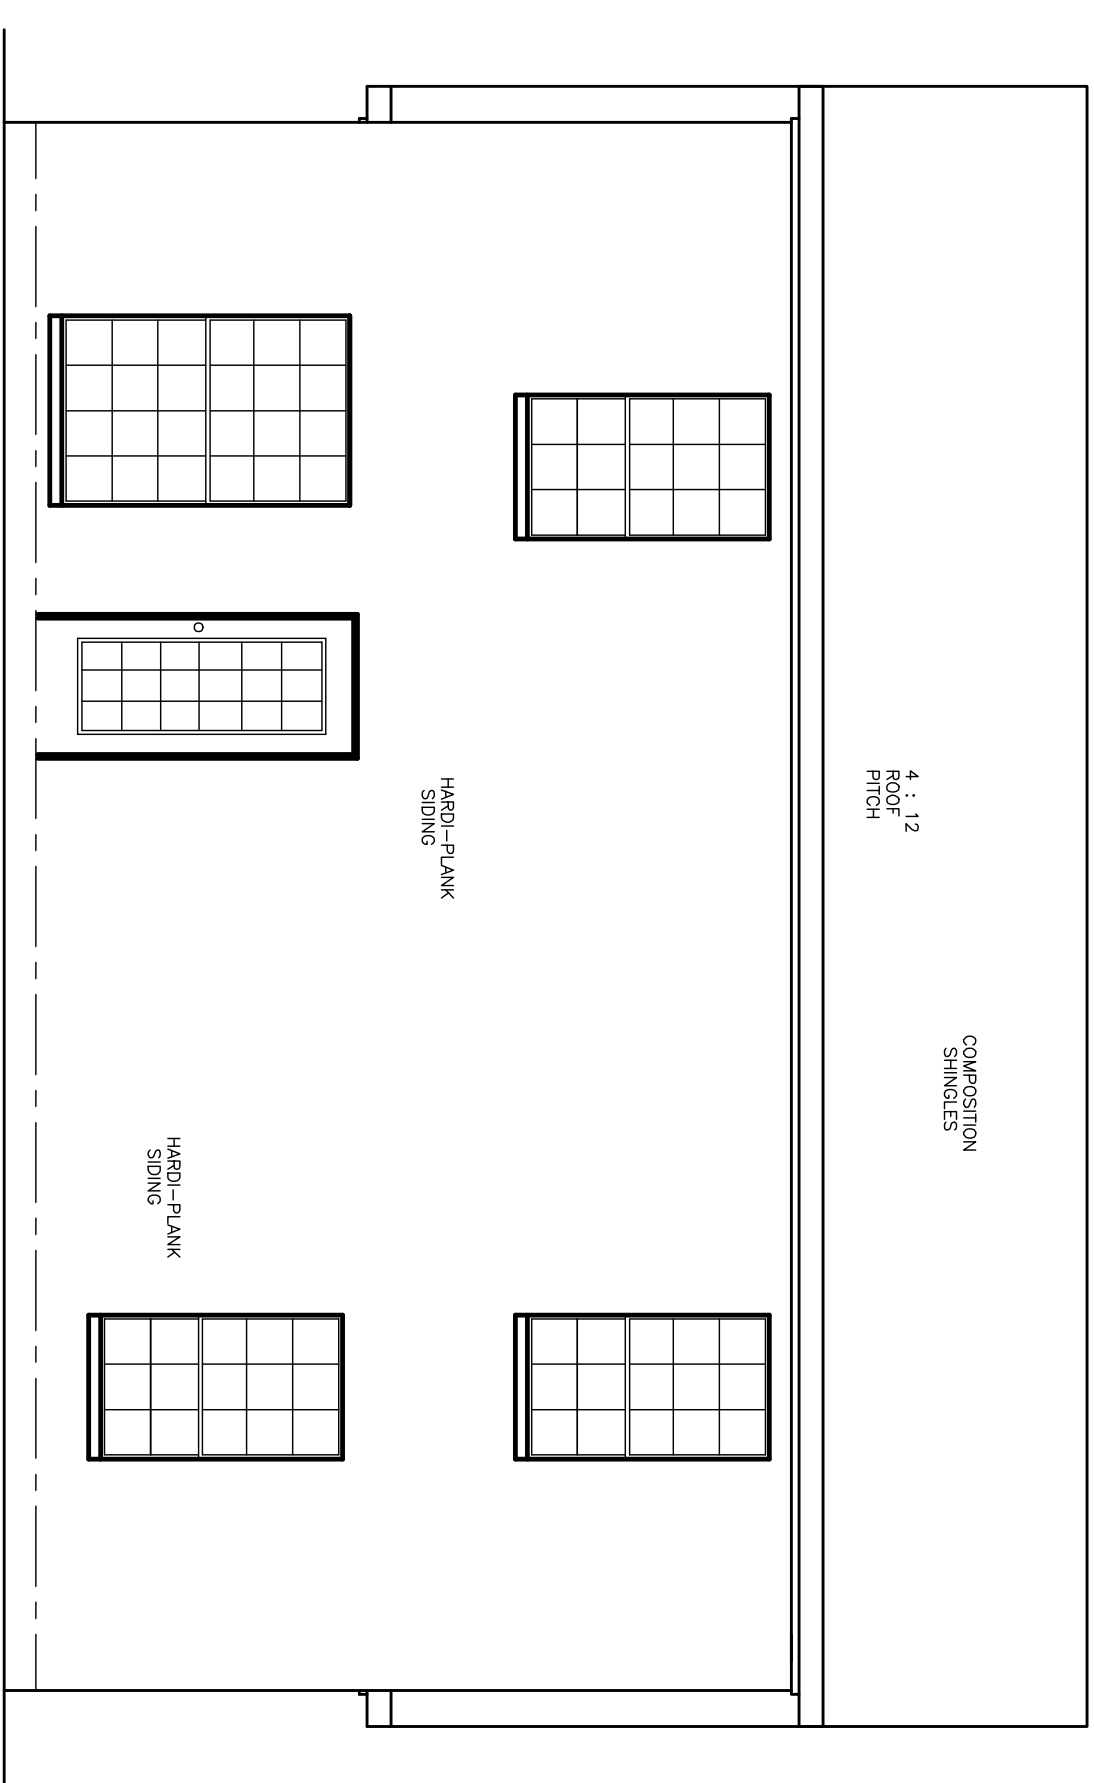 4 : 12
ROOF
PITCH
COMPOSITION
SHINGLES
HARDI-PLANK
SIDING
HARDI-PLANK
SIDING